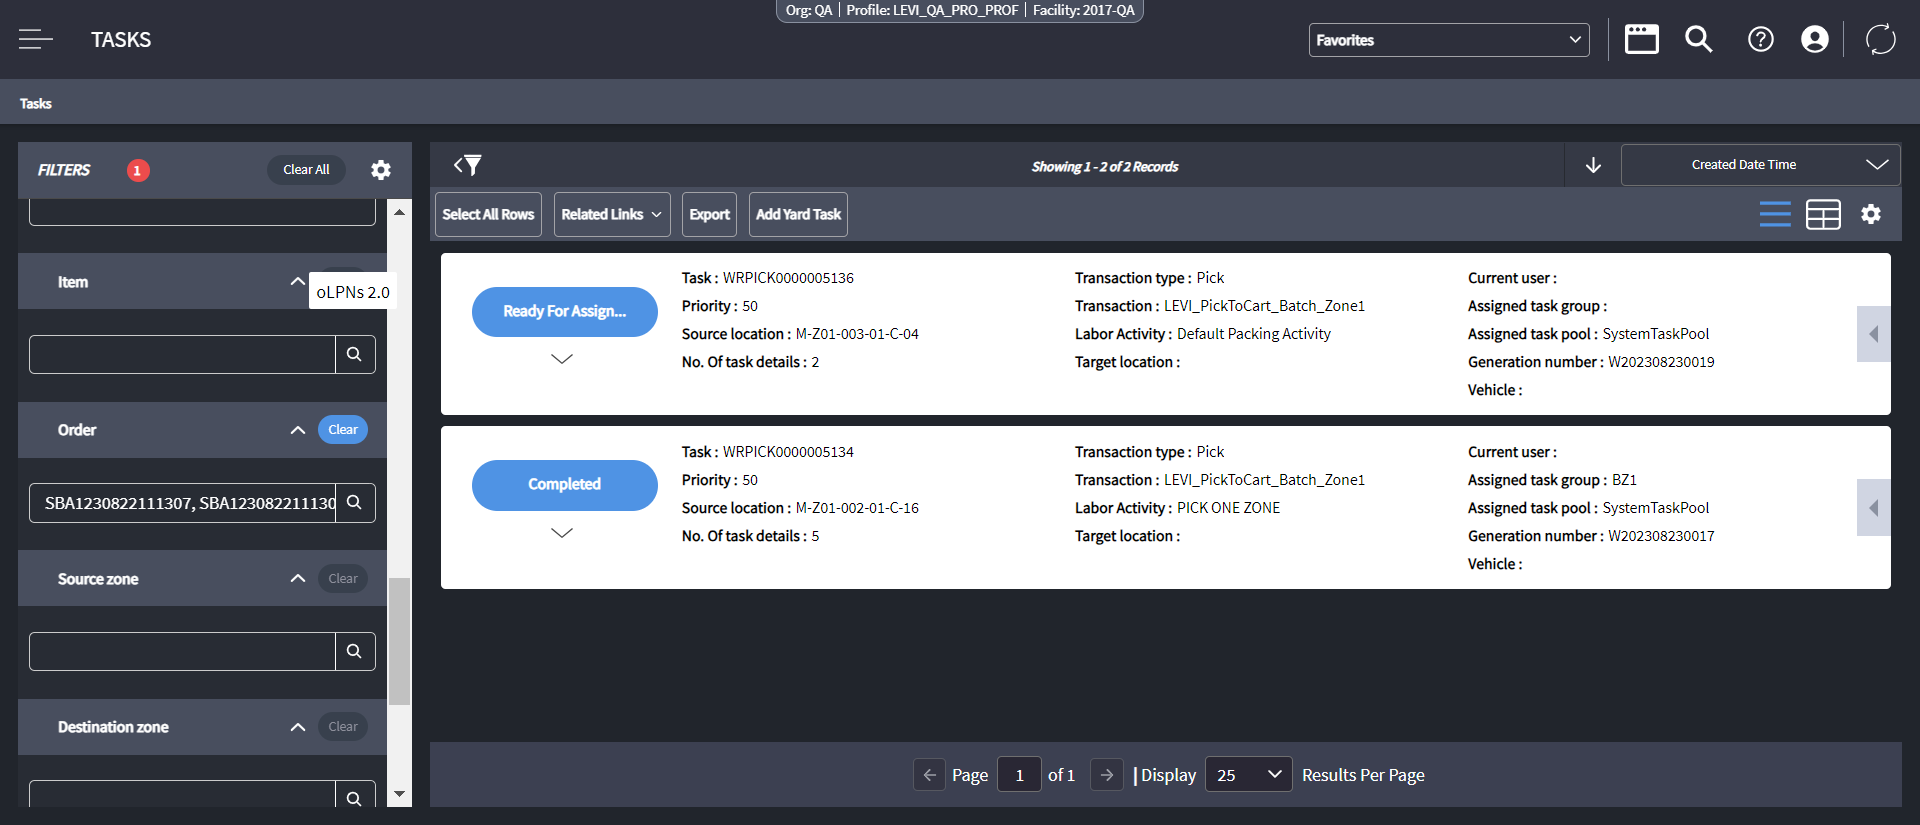 Org: QA | Profile: LEVI_QA_PRO_PROF | Facility: 2017-QA
TASKS
Favorites
Tasks
FILTERS 1 Clear All
Item
oLPNs 2.0
Order Clear
SBA1230822111307, SBA123082211130
Source zone Clear
Destination zone Clear
Showing 1 - 2 of 2 Records
Created Date Time
Select All Rows Related Links Export Add Yard Task
Ready For Assign...
Task : WRPICK0000005136
Priority : 50
Source location : M-Z01-003-01-C-04
No. Of task details : 2
Transaction type : Pick
Transaction : LEVI_PickToCart_Batch_Zone1
Labor Activity : Default Packing Activity
Target location :
Current user :
Assigned task group :
Assigned task pool : SystemTaskPool
Generation number : W202308230019
Vehicle :
Completed
Task : WRPICK0000005134
Priority : 50
Source location : M-Z01-002-01-C-16
No. Of task details : 5
Transaction type : Pick
Transaction : LEVI_PickToCart_Batch_Zone1
Labor Activity : PICK ONE ZONE
Target location :
Current user :
Assigned task group : BZ1
Assigned task pool : SystemTaskPool
Generation number : W202308230017
Vehicle :
Page 1 of 1 | Display 25 Results Per Page